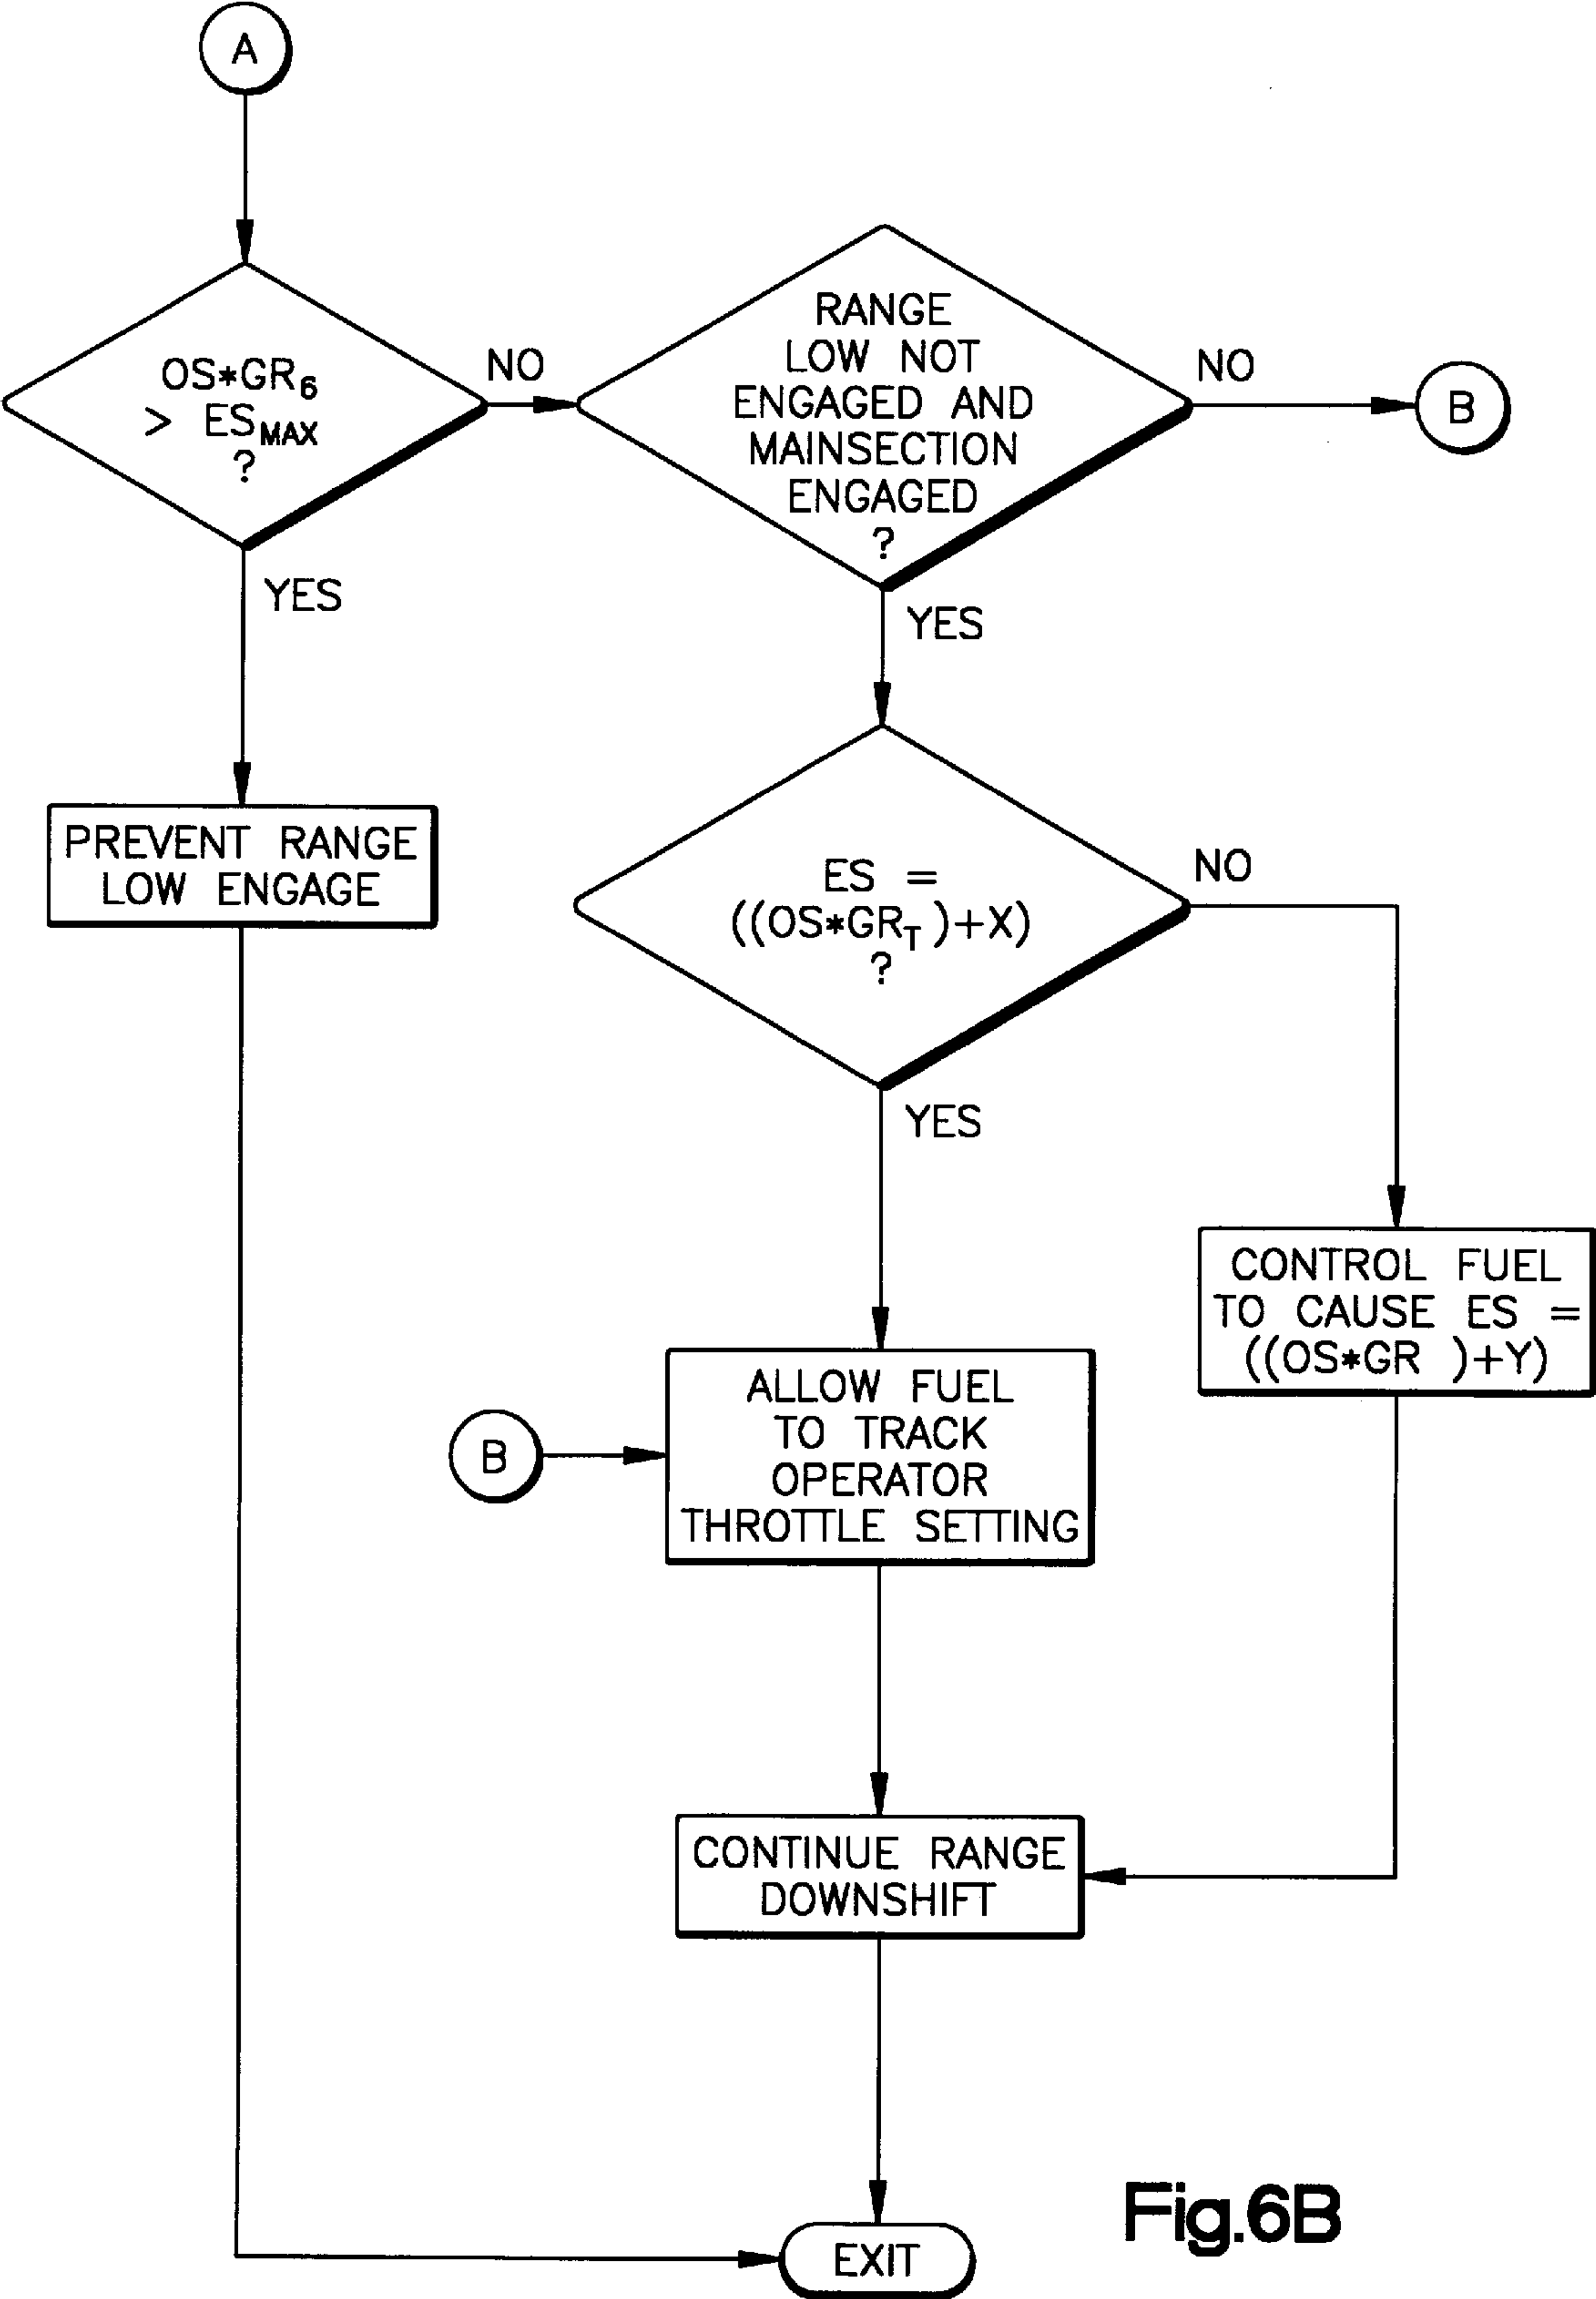 A
OS*GR6
> ESMAX
?
NO
RANGE
LOW NOT
ENGAGED AND
MAINSECTION
ENGAGED
?
NO
B
YES
YES
PREVENT RANGE
LOW ENGAGE
ES =
((OS*GRT)+X)
?
NO
YES
CONTROL FUEL
TO CAUSE ES =
((OS*GR )+Y)
ALLOW FUEL
TO TRACK
OPERATOR
THROTTLE SETTING
B
CONTINUE RANGE
DOWNSHIFT
EXIT
Fig.6B